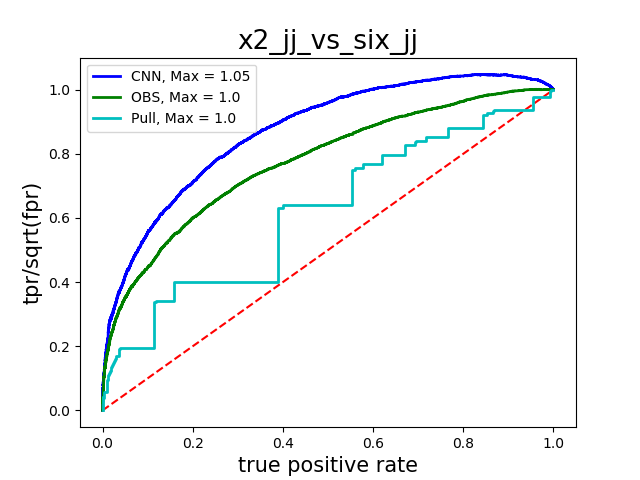 x2_jj_vs_six_jj
CNN, Max = 1.05
OBS, Max = 1.0
Pull, Max = 1.0
tpr/sqrt(fpr)
1.0
0.8
0.6
0.4
0.2
0.0
0.0 0.2 0.4 0.6 0.8 1.0
true positive rate